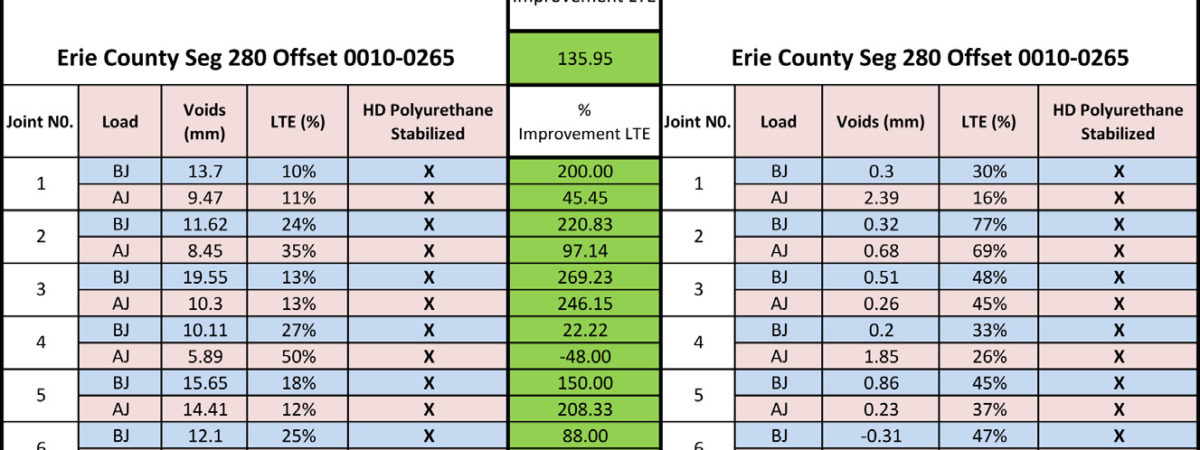 Improvement LTE
Erie County Seg 280 Offset 0010-0265 135.95 Erie County Seg 280 Offset 0010-0265
Joint N0. Load Voids (mm) LTE (%) HD Polyurethane Stabilized % Improvement LTE Joint N0. Load Voids (mm) LTE (%) HD Polyurethane Stabilized
1 BJ 13.7 10% X 200.00 1 BJ 0.3 30% X
AJ 9.47 11% X 45.45 AJ 2.39 16% X
2 BJ 11.62 24% X 220.83 2 BJ 0.32 77% X
AJ 8.45 35% X 97.14 AJ 0.68 69% X
3 BJ 19.55 13% X 269.23 3 BJ 0.51 48% X
AJ 10.3 13% X 246.15 AJ 0.26 45% X
4 BJ 10.11 27% X 22.22 4 BJ 0.2 33% X
AJ 5.89 50% X -48.00 AJ 1.85 26% X
5 BJ 15.65 18% X 150.00 5 BJ 0.86 45% X
AJ 14.41 12% X 208.33 AJ 0.23 37% X
6 BJ 12.1 25% X 88.00 6 BJ -0.31 47% X